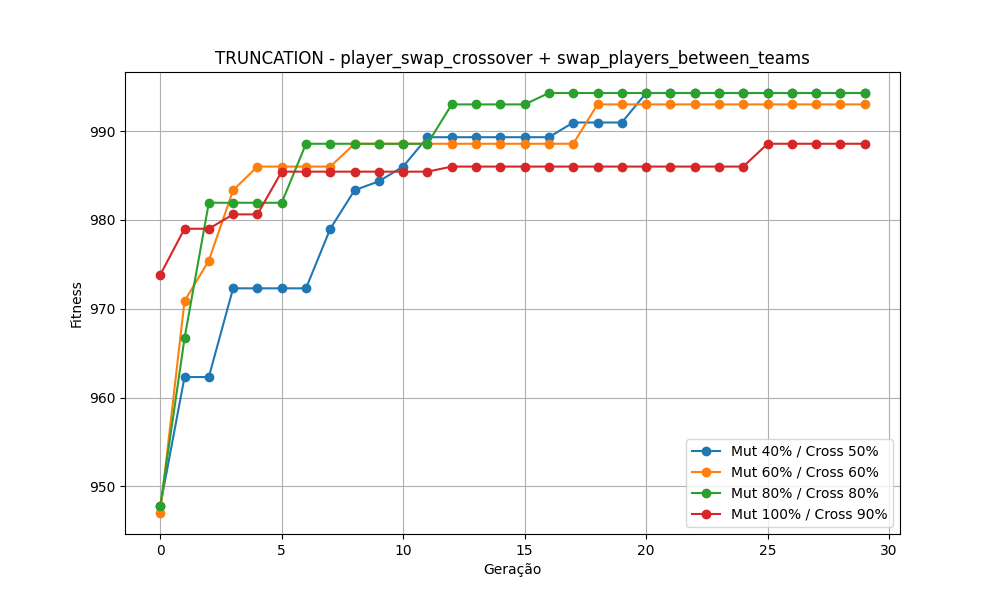 TRUNCATION - player_swap_crossover + swap_players_between_teams
Fitness
990
980
970
960
950
0 5 10 15 20 25 30
Geração
Mut 40% / Cross 50%
Mut 60% / Cross 60%
Mut 80% / Cross 80%
Mut 100% / Cross 90%